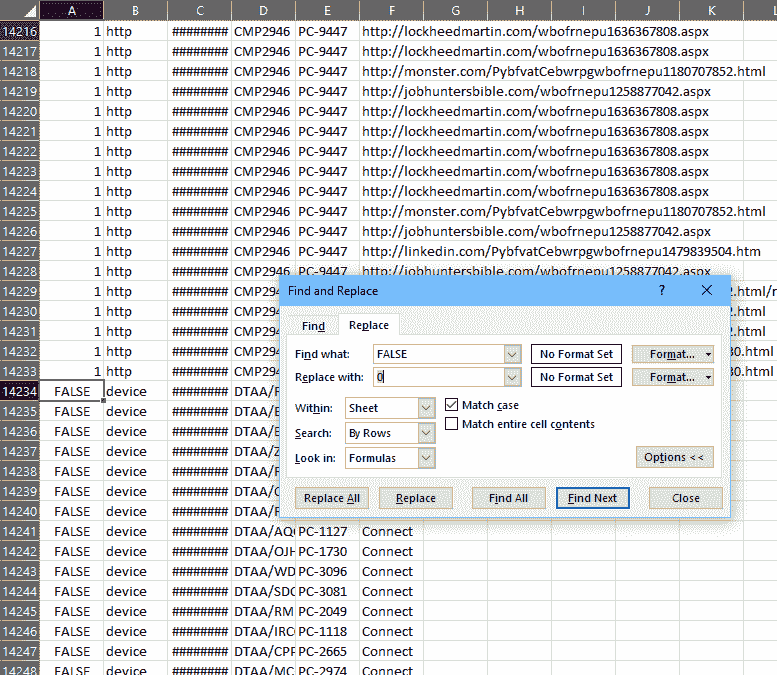 A B C D E F G H I J K L
14216 1 http ######## CMP2946 PC-9447 http://lockheedmartin.com/wbofrnepu1636367808.aspx
14217 1 http ######## CMP2946 PC-9447 http://lockheedmartin.com/wbofrnepu1636367808.aspx
14218 1 http ######## CMP2946 PC-9447 http://monster.com/PybfvatCebwrpgwbofrnepu1180707852.html
14219 1 http ######## CMP2946 PC-9447 http://jobhuntersbible.com/wbofrnepu1258877042.aspx
14220 1 http ######## CMP2946 PC-9447 http://lockheedmartin.com/wbofrnepu1636367808.aspx
14221 1 http ######## CMP2946 PC-9447 http://lockheedmartin.com/wbofrnepu1636367808.aspx
14222 1 http ######## CMP2946 PC-9447 http://lockheedmartin.com/wbofrnepu1636367808.aspx
14223 1 http ######## CMP2946 PC-9447 http://lockheedmartin.com/wbofrnepu1636367808.aspx
14224 1 http ######## CMP2946 PC-9447 http://lockheedmartin.com/wbofrnepu1636367808.aspx
14225 1 http ######## CMP2946 PC-9447 http://monster.com/PybfvatCebwrpgwbofrnepu1180707852.html
14226 1 http ######## CMP2946 PC-9447 http://jobhuntersbible.com/wbofrnepu1258877042.aspx
14227 1 http ######## CMP2946 PC-9447 http://linkedin.com/PybfvatCebwrpgwbofrnepu1479839504.htm
14228 1 http ######## CMP2946 PC-9447 http://jobhuntersbible.com/wbofrnepu1258877042.aspx
14229 1 http ######## CMP294 2.html/r
14230 1 http ######## CMP294 2.html
14231 1 http ######## CMP294 2.html
14232 1 http ######## CMP294 30.html
14233 1 http ######## CMP294 30.html
14234 FALSE device ######## DTAA/F
14235 FALSE device ######## DTAA/E
14236 FALSE device ######## DTAA/E
14237 FALSE device ######## DTAA/Z
14238 FALSE device ######## DTAA/F
14239 FALSE device ######## DTAA/C
14240 FALSE device ######## DTAA/F
14241 FALSE device ######## DTAA/AQ PC-1127 Connect
14242 FALSE device ######## DTAA/OJH PC-1730 Connect
14243 FALSE device ######## DTAA/WD PC-3096 Connect
14244 FALSE device ######## DTAA/SDC PC-3081 Connect
14245 FALSE device ######## DTAA/RM PC-2049 Connect
14246 FALSE device ######## DTAA/IRC PC-1118 Connect
14247 FALSE device ######## DTAA/CPF PC-2665 Connect
14248 FALSE device ######## DTAA/MC PC-2974 Connect
Find and Replace ? X
Find Replace
Find what: FALSE No Format Set Format...
Replace with: 0 No Format Set Format...
Within: Sheet Match case
Search: By Rows Match entire cell contents
Look in: Formulas Options <<
Replace All Replace Find All Find Next Close